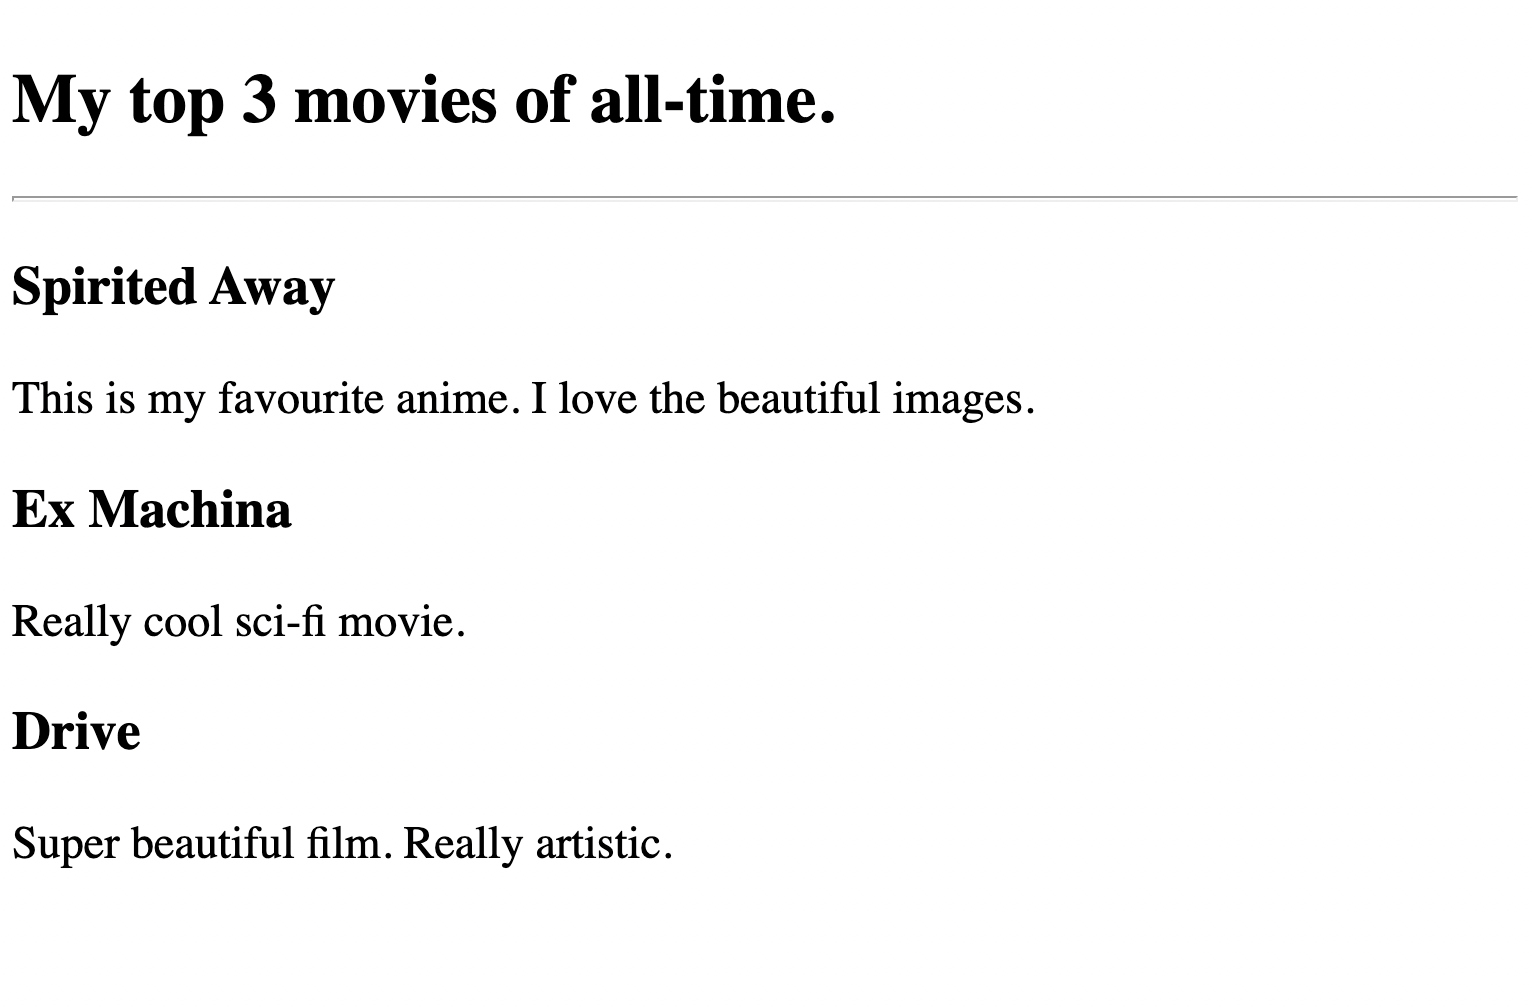 My top 3 movies of all-time.
Spirited Away
This is my favourite anime. I love the beautiful images.
Ex Machina
Really cool sci-fi movie.
Drive
Super beautiful film. Really artistic.